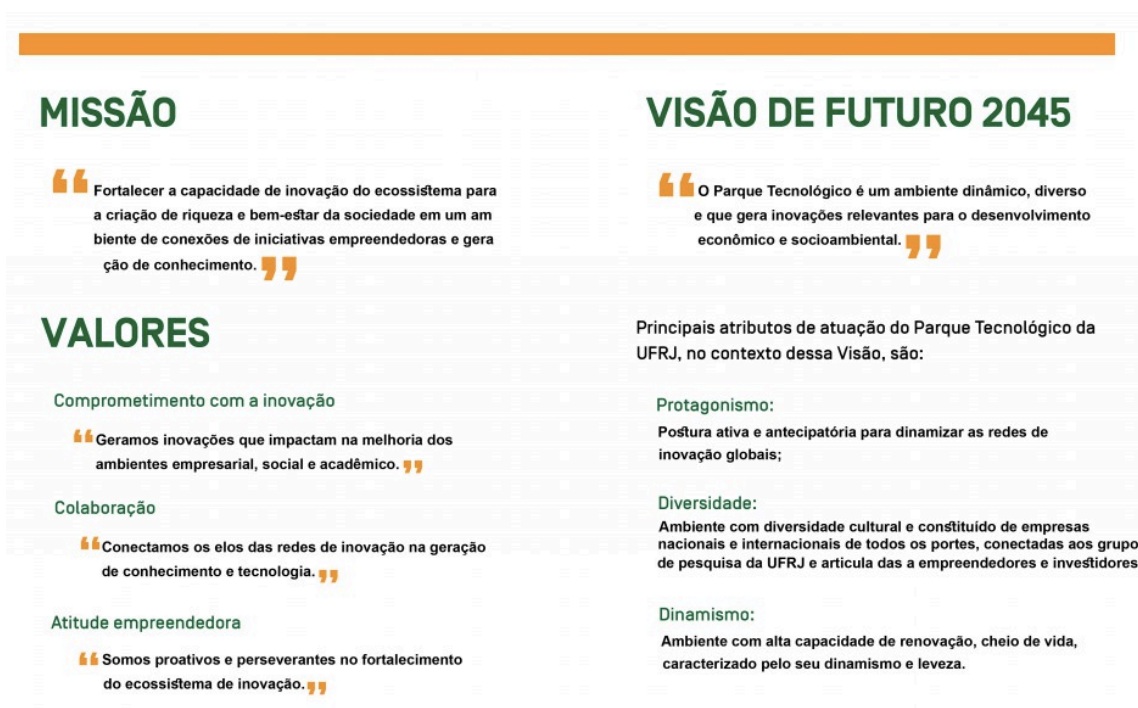 MISSÃO
“Fortalecer a capacidade de inovação do ecossistema para
a criação de riqueza e bem-estar da sociedade em um am
biente de conexões de iniciativas empreendedoras e gera
ção de conhecimento.”
VALORES
Comprometimento com a inovação
“Geramos inovações que impactam na melhoria dos
ambientes empresarial, social e acadêmico.”
Colaboração
“Conectamos os elos das redes de inovação na geração
de conhecimento e tecnologia.”
Atitude empreendedora
“Somos proativos e perseverantes no fortalecimento
do ecossistema de inovação.”
VISÃO DE FUTURO 2045
“O Parque Tecnológico é um ambiente dinâmico, diverso
e que gera inovações relevantes para o desenvolvimento
econômico e socioambiental.”
Principais atributos de atuação do Parque Tecnológico da
UFRJ, no contexto dessa Visão, são:
Protagonismo:
Postura ativa e antecipatória para dinamizar as redes de
inovação globais;
Diversidade:
Ambiente com diversidade cultural e constituído de empresas
nacionais e internacionais de todos os portes, conectadas aos grupo
de pesquisa da UFRJ e articula das a empreendedores e investidores
Dinamismo:
Ambiente com alta capacidade de renovação, cheio de vida,
caracterizado pelo seu dinamismo e leveza.